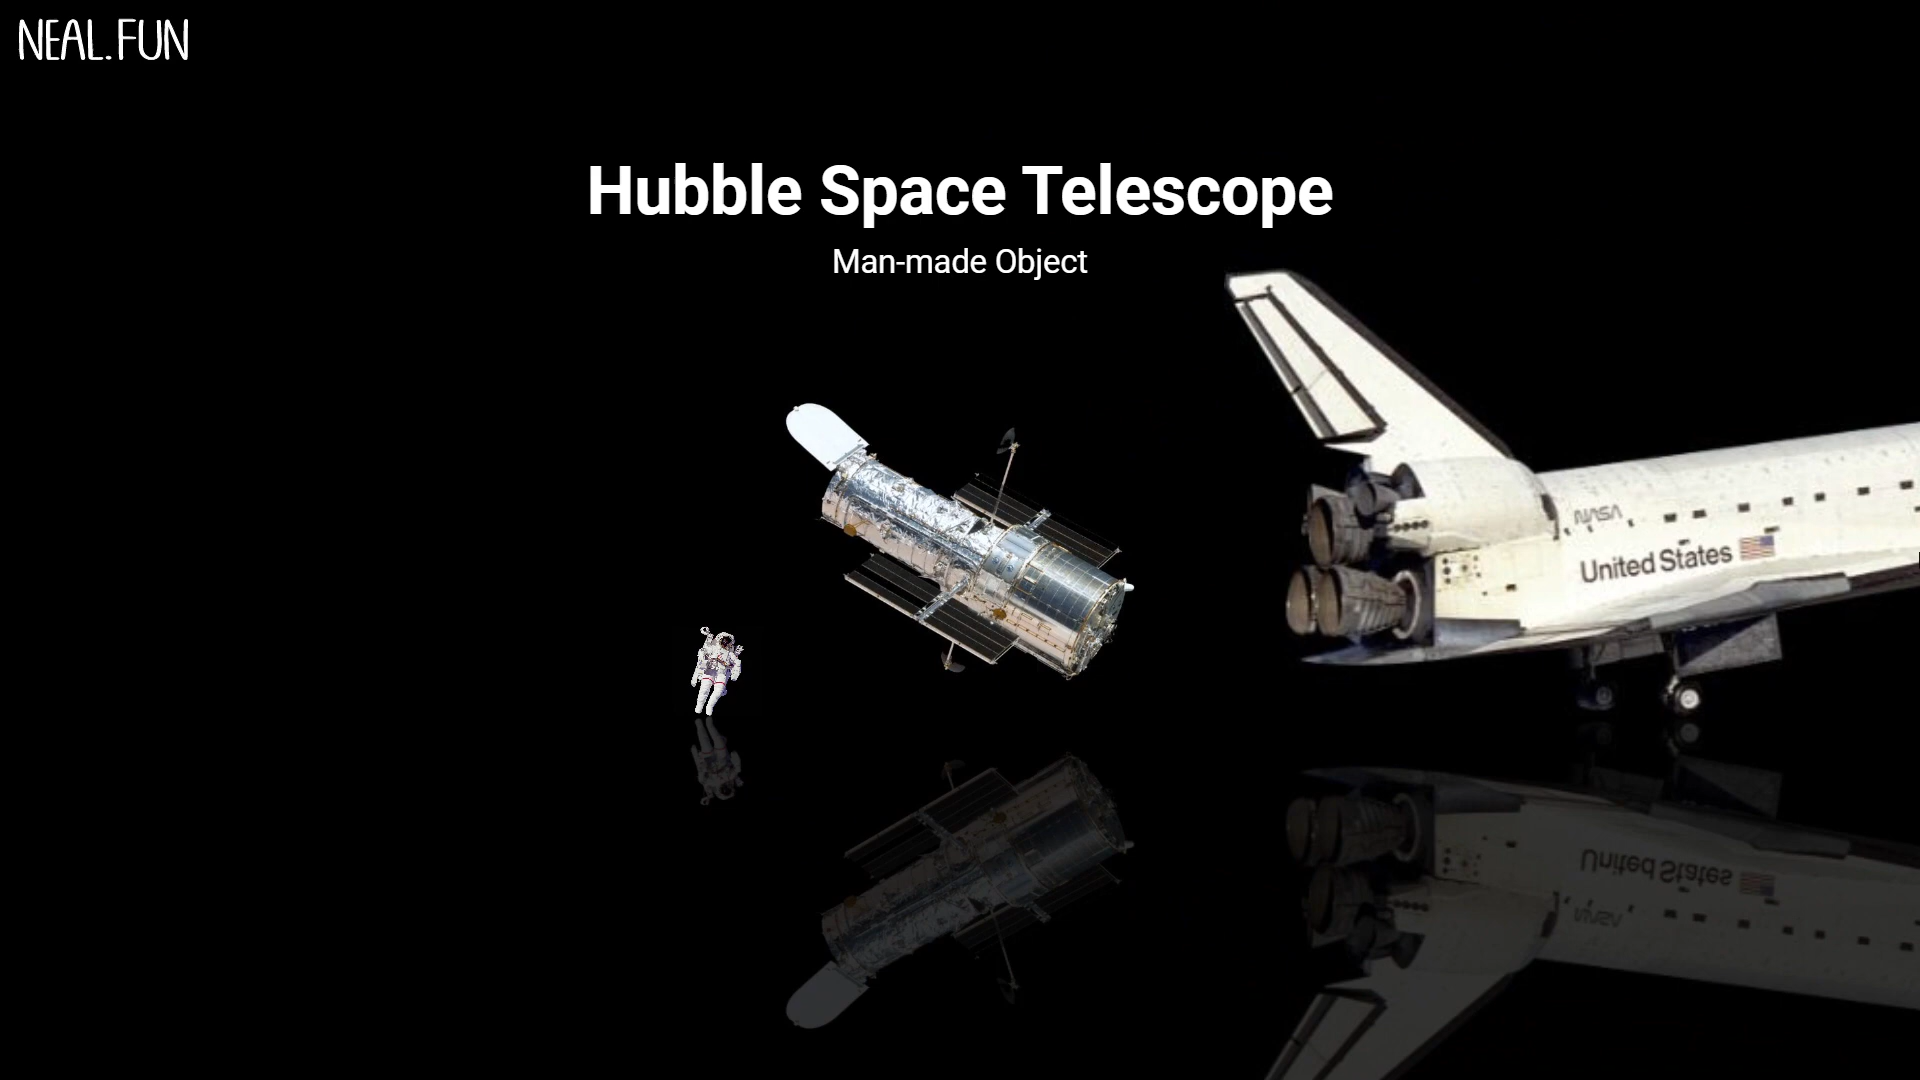 NEAL.FUN
Hubble Space Telescope
Man-made Object
NASA
United States